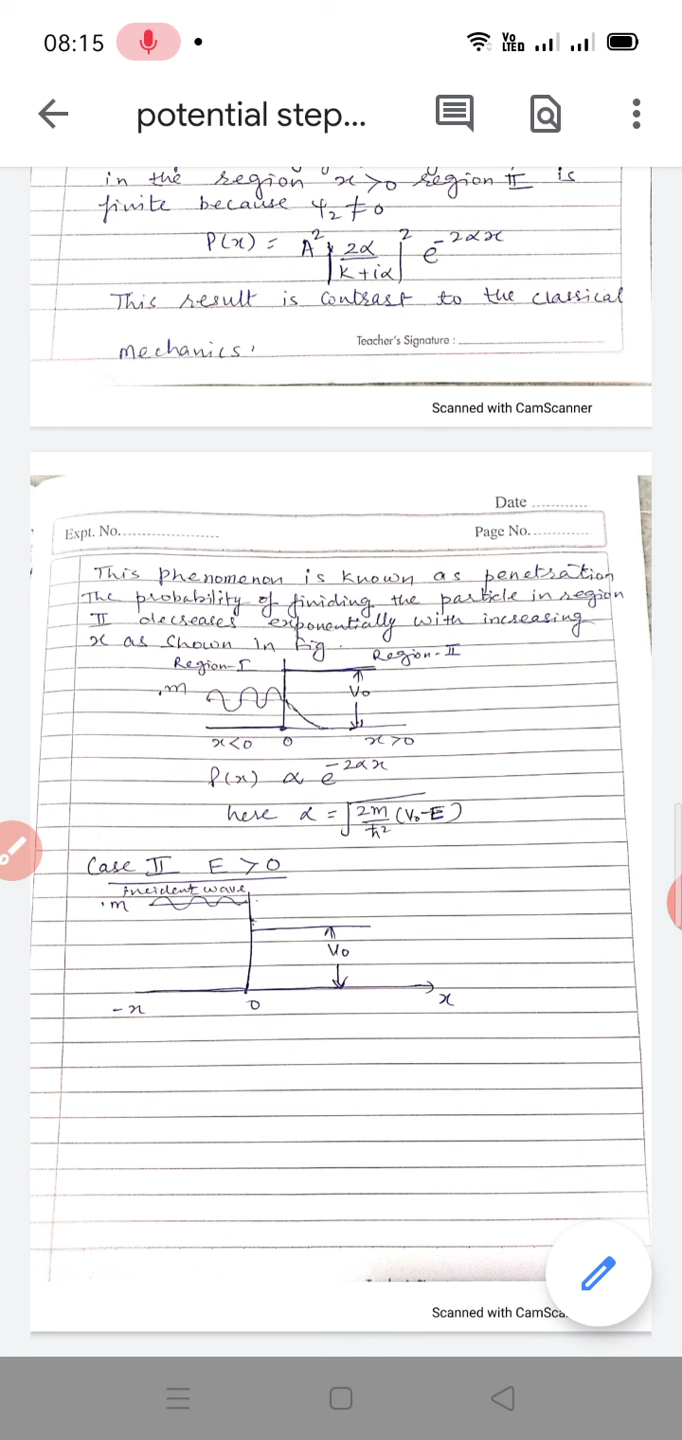 08:15
Vo LTED
potential step...
in the region x>0 region II is
finite because ψ₂ ≠ 0
P(x) = A² |2α/(k+iα)|² e^-2αx
This result is contrast to the classical
mechanics.
Teacher's Signature :
Scanned with CamScanner
Date
Expt. No.
Page No.
This phenomenon is known as penetration
The probability of finiding the particle in region
II decreases exponentially with increasing
x as shown in fig.
Region-I Region-II
.m V₀
x<0 0 x>0
P(x) α e^-2αx
here α = √(2m/ħ² (V₀-E))
Case II E > 0
incident wave
.m
V₀
-x 0 x
Scanned with CamSca